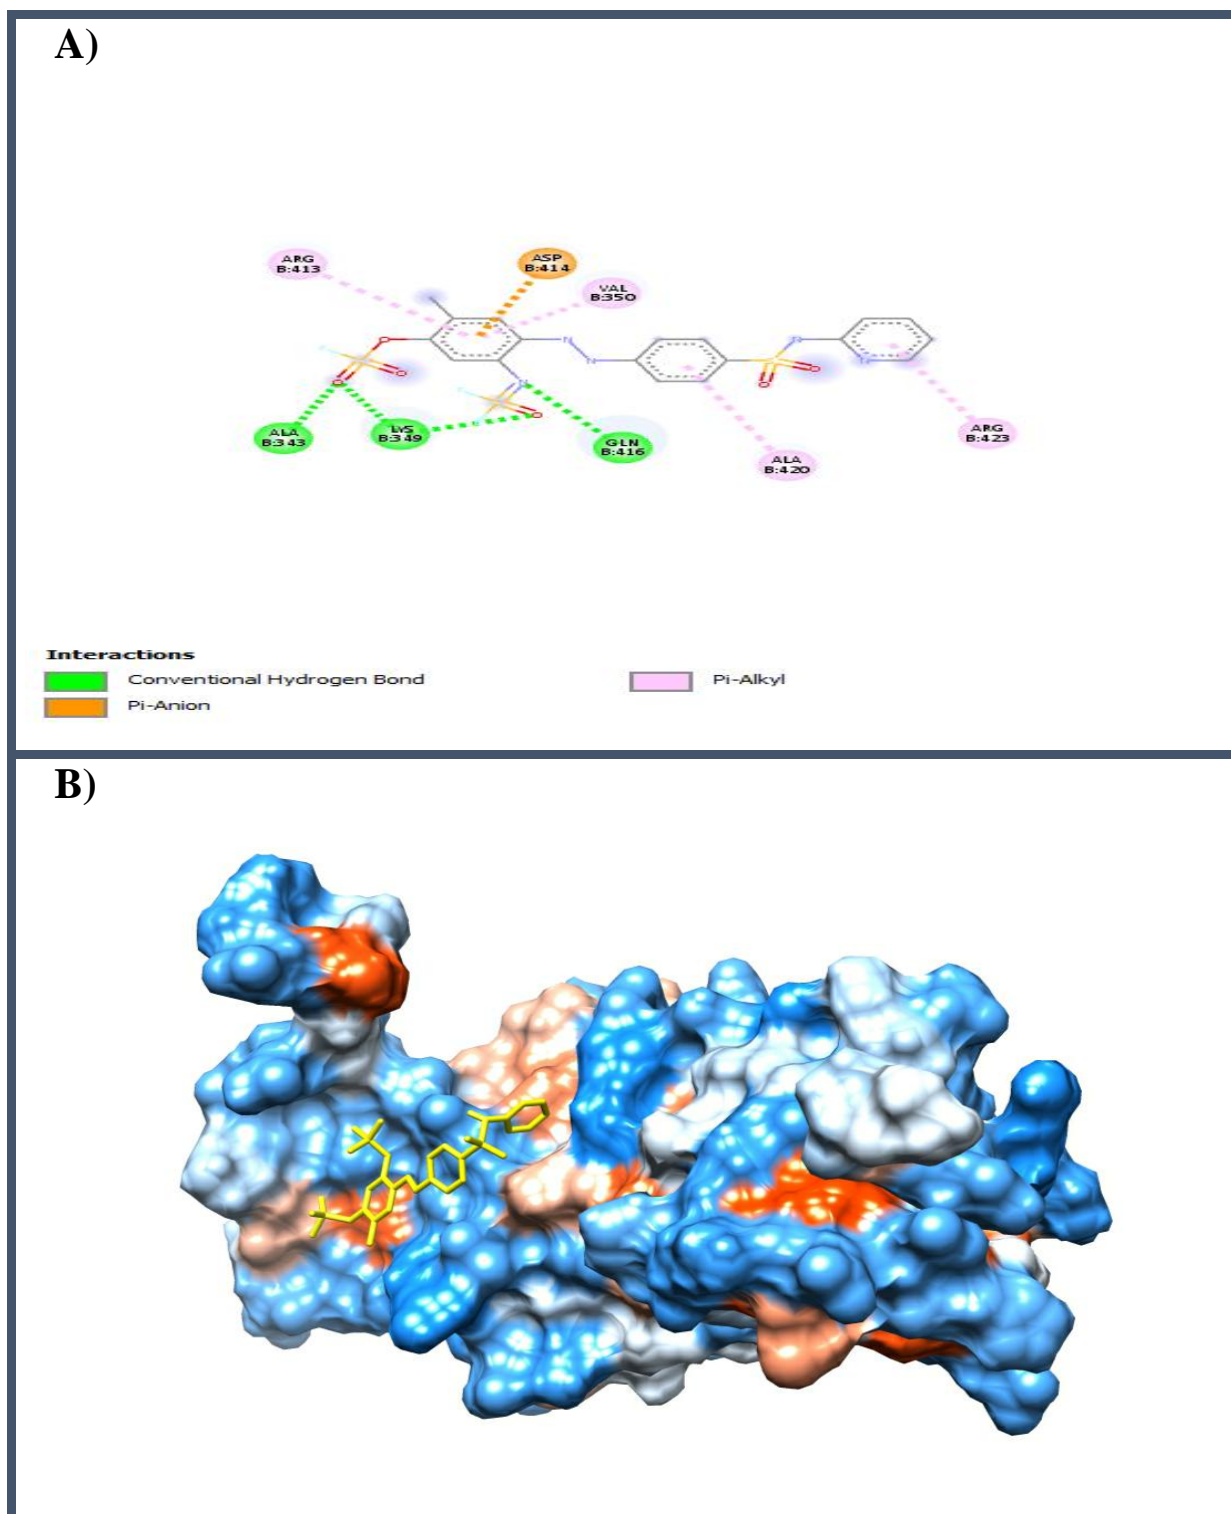 A)
ARG
B:413
ASP
B:414
VAL
B:350
ALA
B:343
LYS
B:349
GLN
B:416
ALA
B:420
ARG
B:423
Interactions
Conventional Hydrogen Bond
Pi-Anion
Pi-Alkyl
B)